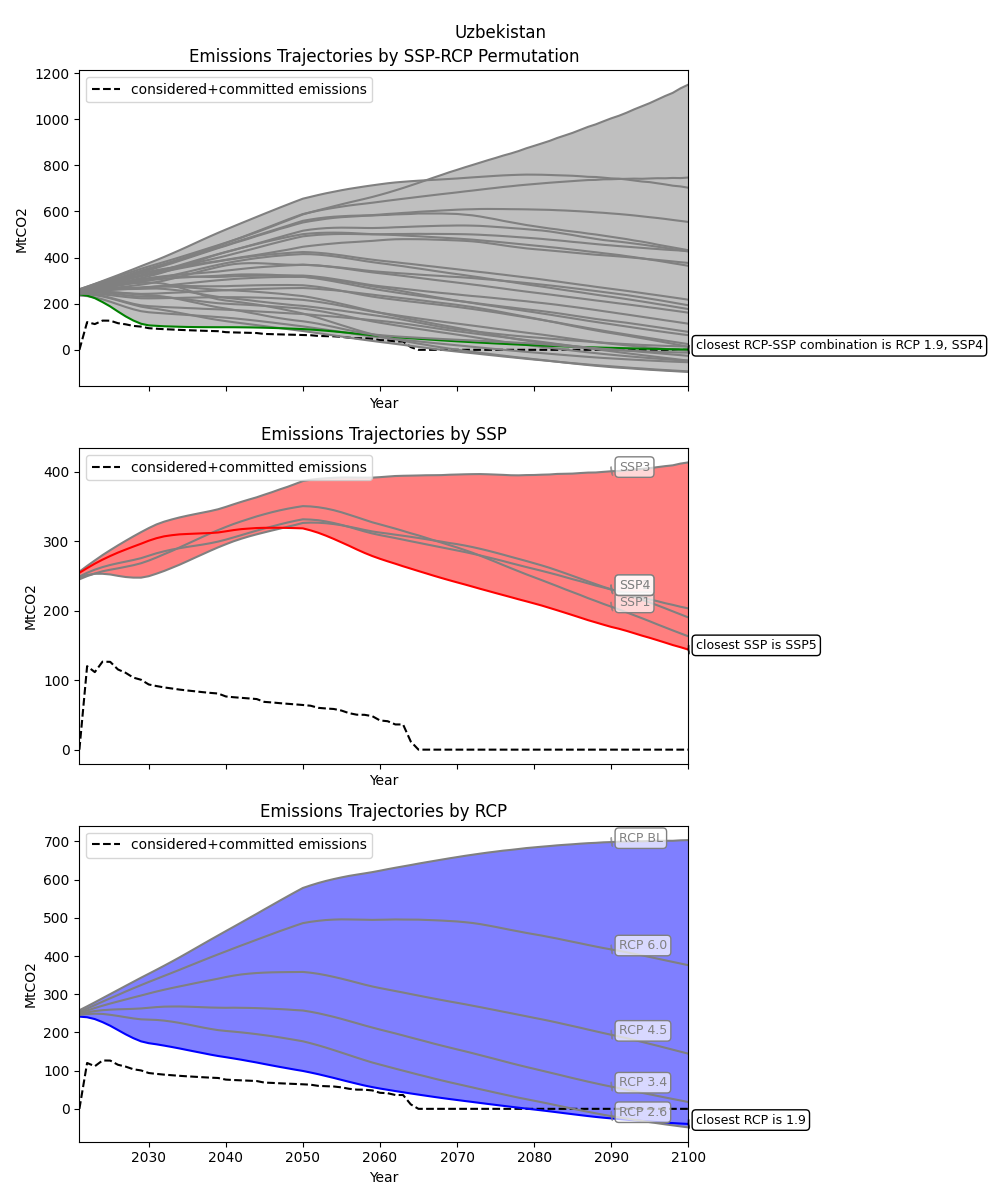 Uzbekistan
Emissions Trajectories by SSP-RCP Permutation
considered+committed emissions
1200
1000
800
600
400
200
0
MtCO2
Year
closest RCP-SSP combination is RCP 1.9, SSP4
Emissions Trajectories by SSP
considered+committed emissions
400
300
200
100
0
MtCO2
Year
SSP3
SSP4
SSP1
closest SSP is SSP5
Emissions Trajectories by RCP
considered+committed emissions
700
600
500
400
300
200
100
0
MtCO2
RCP BL
RCP 6.0
RCP 4.5
RCP 3.4
RCP 2.6
closest RCP is 1.9
2030 2040 2050 2060 2070 2080 2090 2100
Year